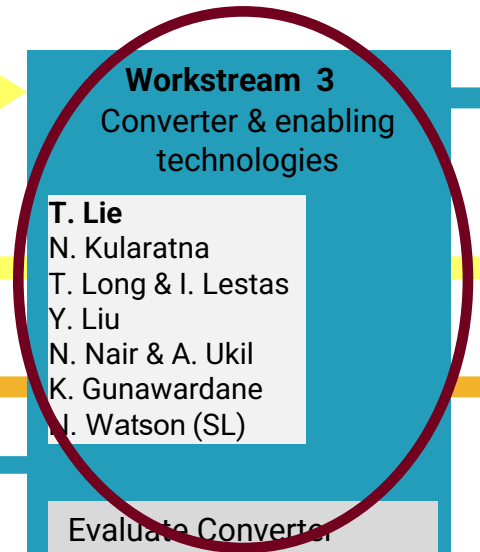 Workstream 3
Converter & enabling
technologies
T. Lie
N. Kularatna
T. Long & I. Lestas
Y. Liu
N. Nair & A. Ukil
K. Gunawardane
N. Watson (SL)
Evaluate Converter